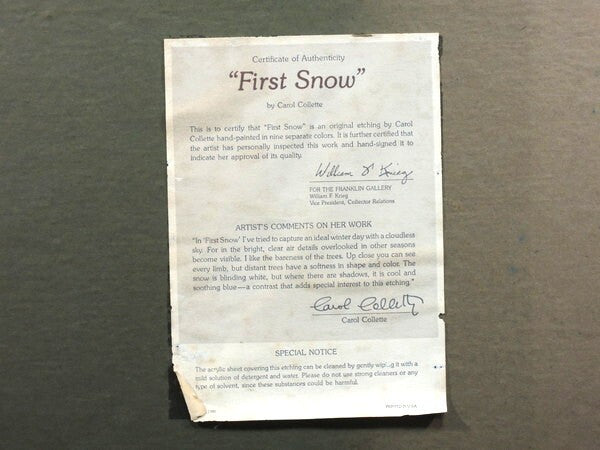 Certificate of Authenticity
"First Snow"
by Carol Collette
This is to certify that "First Snow" is an original etching by Carol
Collette hand-painted in nine separate colors. It is further certified that
the artist has personally inspected this work and hand-signed it to
indicate her approval of its quality.
William F Krieg
FOR THE FRANKLIN GALLERY
William F. Krieg
Vice President, Collector Relations
ARTIST'S COMMENTS ON HER WORK
"In 'First Snow' I've tried to capture an ideal winter day with a cloudless
sky. For in the bright, clear air details overlooked in other seasons
become visible. I like the bareness of the trees. Up close you can see
every limb, but distant trees have a softness in shape and color. The
snow is blinding white, but where there are shadows, it is cool and
soothing blue—a contrast that adds special interest to this etching."
Carol Collette
Carol Collette
SPECIAL NOTICE
The acrylic sheet covering this etching can be cleaned by gently wiping it with a
mild solution of detergent and water. Please do not use strong cleaners or any
type of solvent, since these substances could be harmful.
PRINTED IN U.S.A.